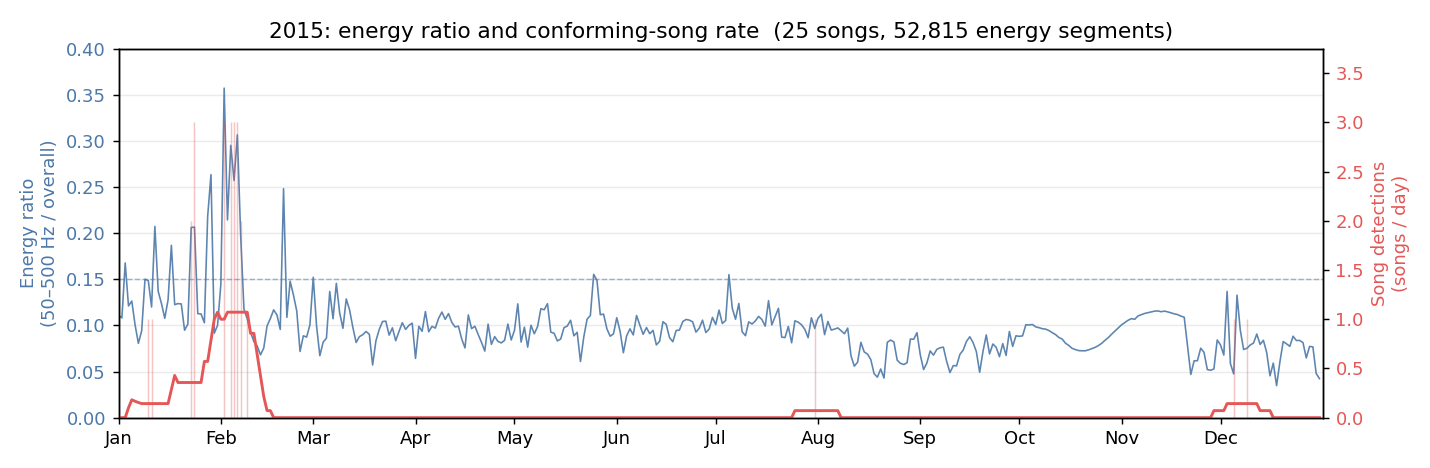 2015: energy ratio and conforming-song rate  (25 songs, 52,815 energy segments)
Energy ratio
(50–500 Hz / overall)
0.40
0.35
0.30
0.25
0.20
0.15
0.10
0.05
0.00
3.5
3.0
2.5
2.0
1.5
1.0
0.5
0.0
Song detections
(songs / day)
Jan Feb Mar Apr May Jun Jul Aug Sep Oct Nov Dec